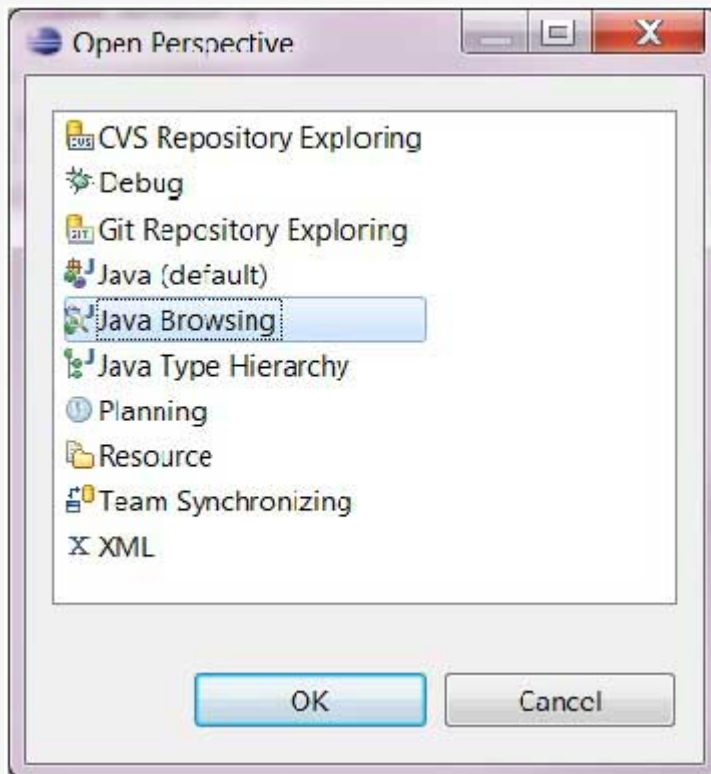 Open Perspective
CVS Repository Exploring
Debug
Git Repository Exploring
Java (default)
Java Browsing
Java Type Hierarchy
Planning
Resource
Team Synchronizing
X XML
OK
Cancel